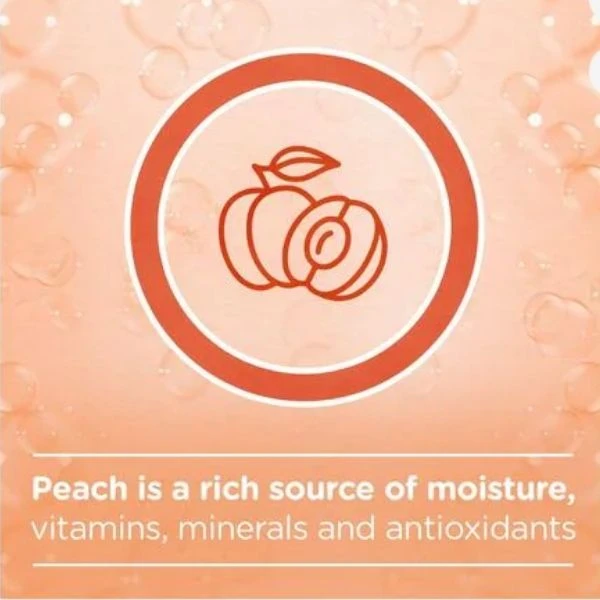 Peach is a rich source of moisture,
vitamins, minerals and antioxidants